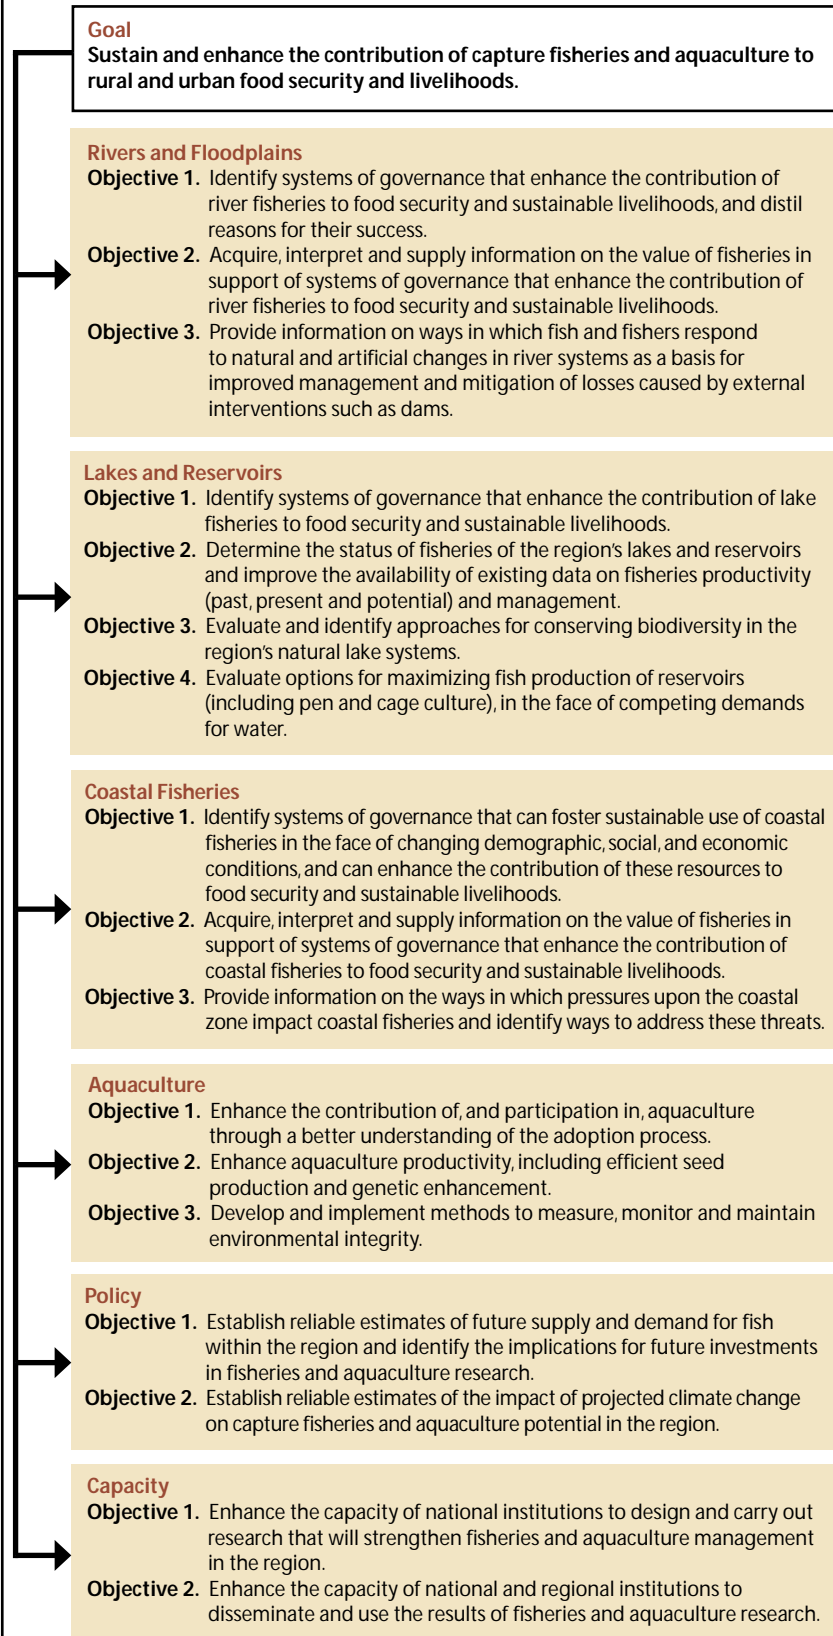 Goal
Sustain and enhance the contribution of capture fisheries and aquaculture to
rural and urban food security and livelihoods.
Rivers and Floodplains
Objective 1. Identify systems of governance that enhance the contribution of
river fisheries to food security and sustainable livelihoods, and distil
reasons for their success.
Objective 2. Acquire, interpret and supply information on the value of fisheries in
support of systems of governance that enhance the contribution of
river fisheries to food security and sustainable livelihoods.
Objective 3. Provide information on ways in which fish and fishers respond
to natural and artificial changes in river systems as a basis for
improved management and mitigation of losses caused by external
interventions such as dams.
Lakes and Reservoirs
Objective 1. Identify systems of governance that enhance the contribution of lake
fisheries to food security and sustainable livelihoods.
Objective 2. Determine the status of fisheries of the region's lakes and reservoirs
and improve the availability of existing data on fisheries productivity
(past, present and potential) and management.
Objective 3. Evaluate and identify approaches for conserving biodiversity in the
region's natural lake systems.
Objective 4. Evaluate options for maximizing fish production of reservoirs
(including pen and cage culture), in the face of competing demands
for water.
Coastal Fisheries
Objective 1. Identify systems of governance that can foster sustainable use of coastal
fisheries in the face of changing demographic, social, and economic
conditions, and can enhance the contribution of these resources to
food security and sustainable livelihoods.
Objective 2. Acquire, interpret and supply information on the value of fisheries in
support of systems of governance that enhance the contribution of
coastal fisheries to food security and sustainable livelihoods.
Objective 3. Provide information on the ways in which pressures upon the coastal
zone impact coastal fisheries and identify ways to address these threats.
Aquaculture
Objective 1. Enhance the contribution of, and participation in, aquaculture
through a better understanding of the adoption process.
Objective 2. Enhance aquaculture productivity, including efficient seed
production and genetic enhancement.
Objective 3. Develop and implement methods to measure, monitor and maintain
environmental integrity.
Policy
Objective 1. Establish reliable estimates of future supply and demand for fish
within the region and identify the implications for future investments
in fisheries and aquaculture research.
Objective 2. Establish reliable estimates of the impact of projected climate change
on capture fisheries and aquaculture potential in the region.
Capacity
Objective 1. Enhance the capacity of national institutions to design and carry out
research that will strengthen fisheries and aquaculture management
in the region.
Objective 2. Enhance the capacity of national and regional institutions to
disseminate and use the results of fisheries and aquaculture research.